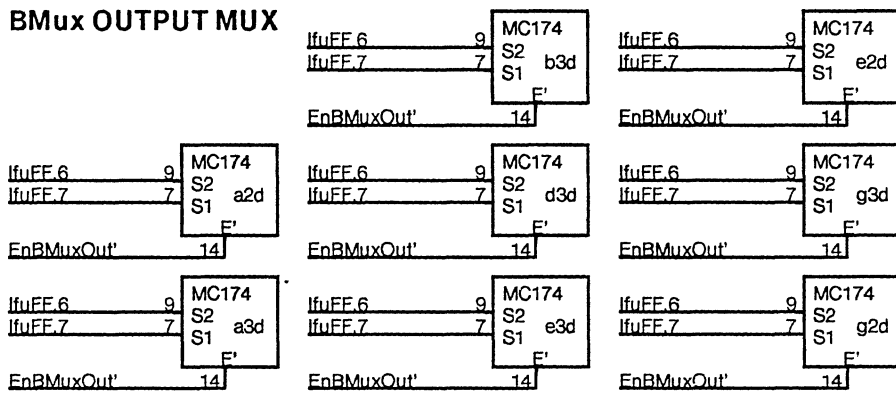 BMux OUTPUT MUX
IfuFF.6 9 MC174
IfuFF.7 7 S2
S1 b3d
E'
EnBMuxOut' 14
IfuFF.6 9 MC174
IfuFF.7 7 S2
S1 e2d
E'
EnBMuxOut' 14
IfuFF.6 9 MC174
IfuFF.7 7 S2
S1 a2d
E'
EnBMuxOut' 14
IfuFF.6 9 MC174
IfuFF.7 7 S2
S1 d3d
E'
EnBMuxOut' 14
IfuFF.6 9 MC174
IfuFF.7 7 S2
S1 g3d
E'
EnBMuxOut' 14
IfuFF.6 9 MC174
IfuFF.7 7 S2
S1 a3d
E'
EnBMuxOut' 14
IfuFF.6 9 MC174
IfuFF.7 7 S2
S1 e3d
E'
EnBMuxOut' 14
IfuFF.6 9 MC174
IfuFF.7 7 S2
S1 g2d
E'
EnBMuxOut' 14